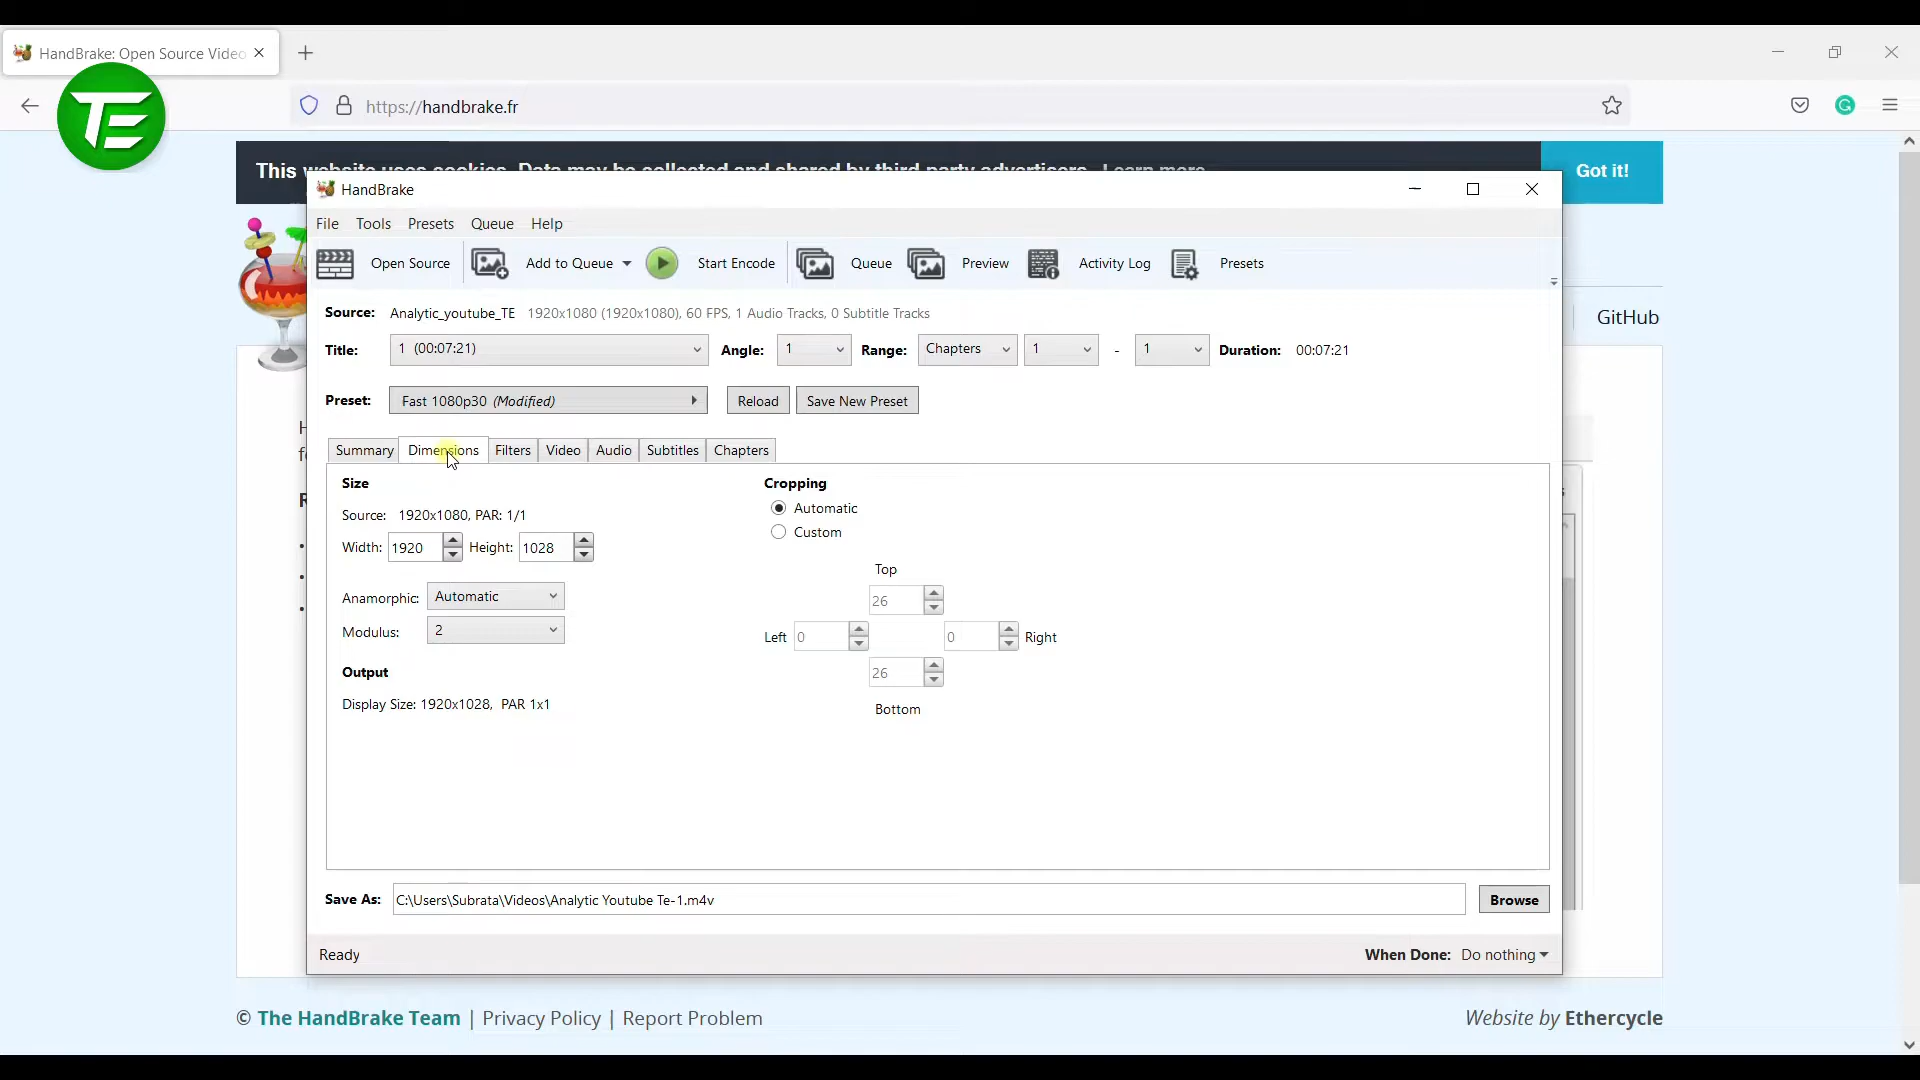 HandBrake: Open Source Video
TE
https://handbrake.fr
This website uses cookies. Data may be collected and shared by third party advertisers. Learn more
Got it!
HandBrake
File Tools Presets Queue Help
Open Source Add to Queue Start Encode Queue Preview Activity Log Presets
Source: Analytic_youtube_TE 1920x1080 (1920x1080), 60 FPS, 1 Audio Tracks, 0 Subtitle Tracks
GitHub
Title: 1 (00:07:21) Angle: 1 Range: Chapters 1 - 1 Duration: 00:07:21
Preset: Fast 1080p30 (Modified) Reload Save New Preset
Summary Dimensions Filters Video Audio Subtitles Chapters
Size
Source: 1920x1080, PAR: 1/1
Width: 1920 Height: 1028
Anamorphic: Automatic
Modulus: 2
Output
Display Size: 1920x1028, PAR 1x1
Cropping
Automatic
Custom
Top
26
Left 0 0 Right
26
Bottom
Save As: C:\Users\Subrata\Videos\Analytic Youtube Te-1.m4v Browse
Ready When Done: Do nothing
© The HandBrake Team | Privacy Policy | Report Problem
Website by Ethercycle